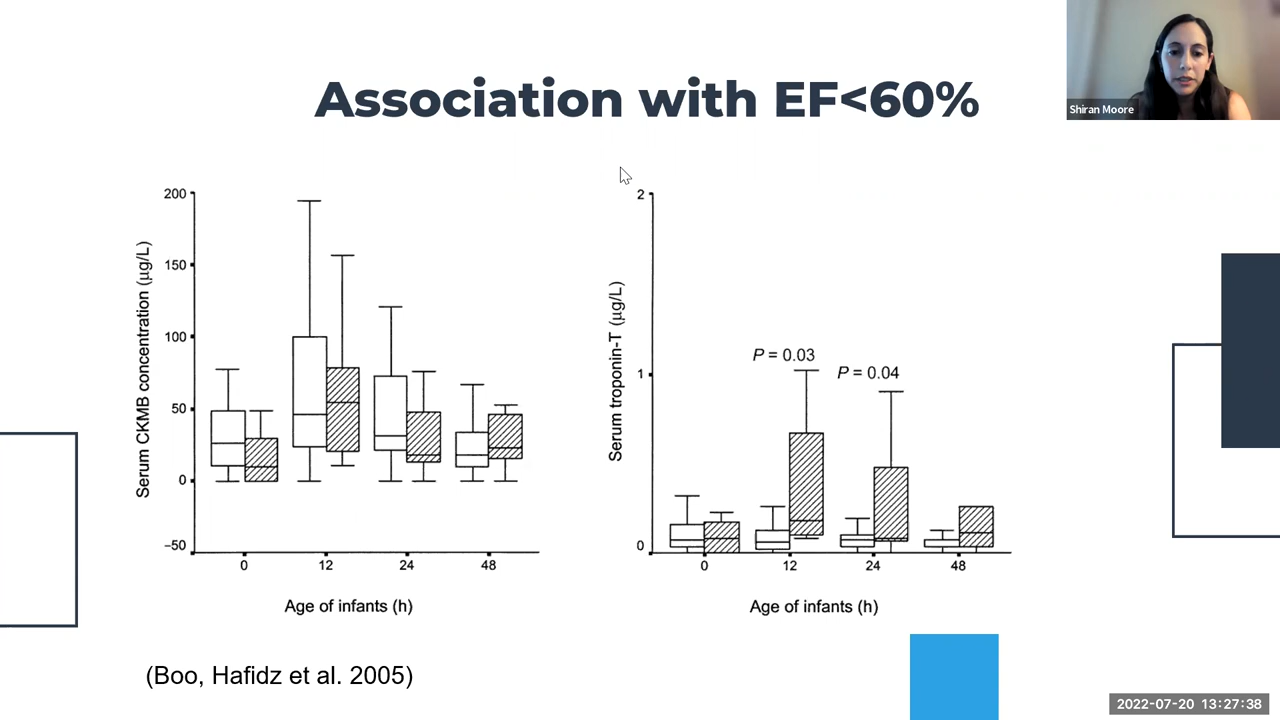 Association with EF<60%
Shiran Moore
Serum CKMB concentration (µg/L)
200
150
100
50
0
–50
0 12 24 48
Age of infants (h)
Serum troponin-T (µg/L)
2
1
0
P = 0.03
P = 0.04
0 12 24 48
Age of infants (h)
(Boo, Hafidz et al. 2005)
2022-07-20 13:27:38